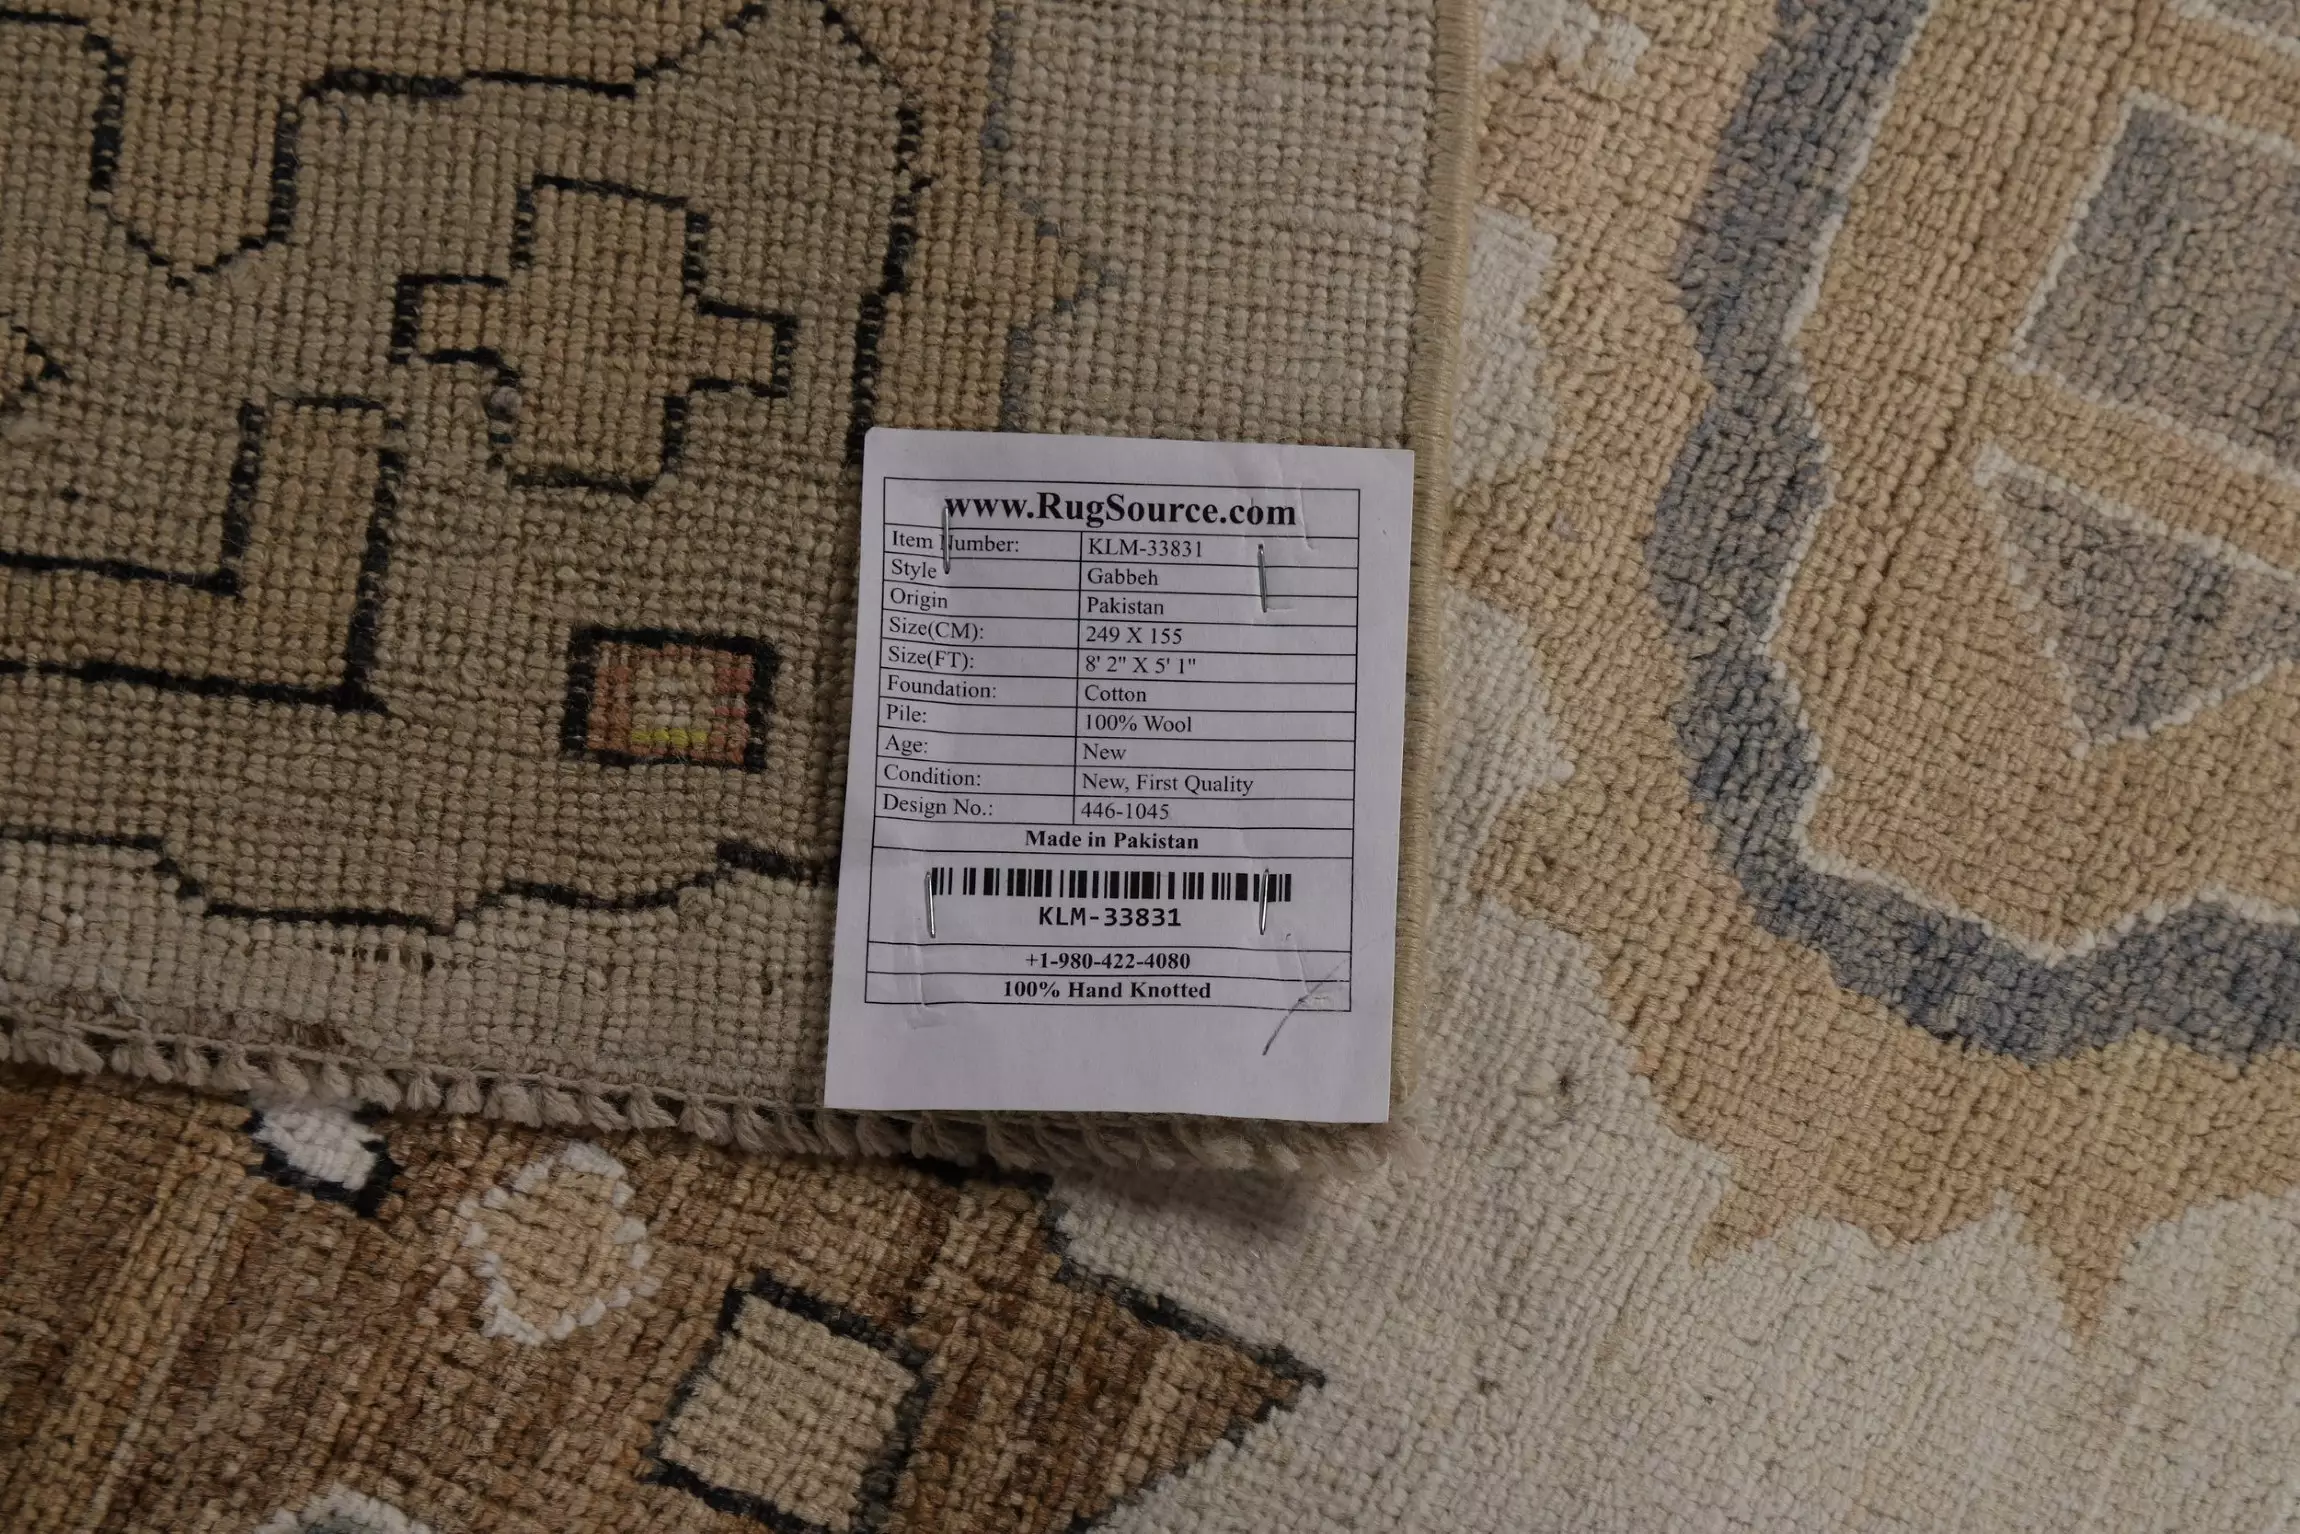 www.RugSource.com
Item Number: KLM-33831
Style Gabbeh
Origin Pakistan
Size(CM): 249 X 155
Size(FT): 8' 2" X 5' 1"
Foundation: Cotton
Pile: 100% Wool
Age: New
Condition: New, First Quality
Design No.: 446-1045
Made in Pakistan
KLM-33831
+1-980-422-4080
100% Hand Knotted